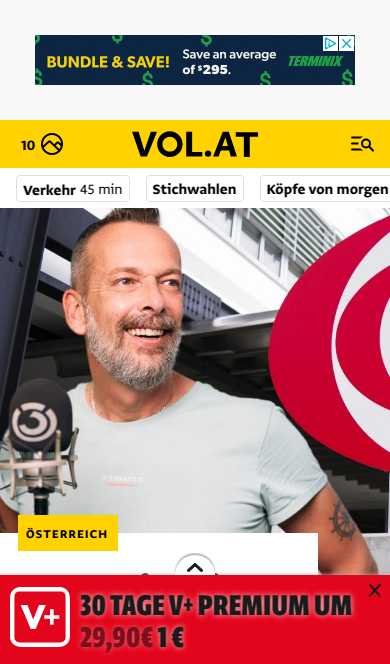 BUNDLE & SAVE!
Save an average
of $295.
TERMINIX
10
VOL.AT
Verkehr 45 min
Stichwahlen
Köpfe von morgen
3
ÖSTERREICH
V+
30 TAGE V+ PREMIUM UM
29,90€ 1 €